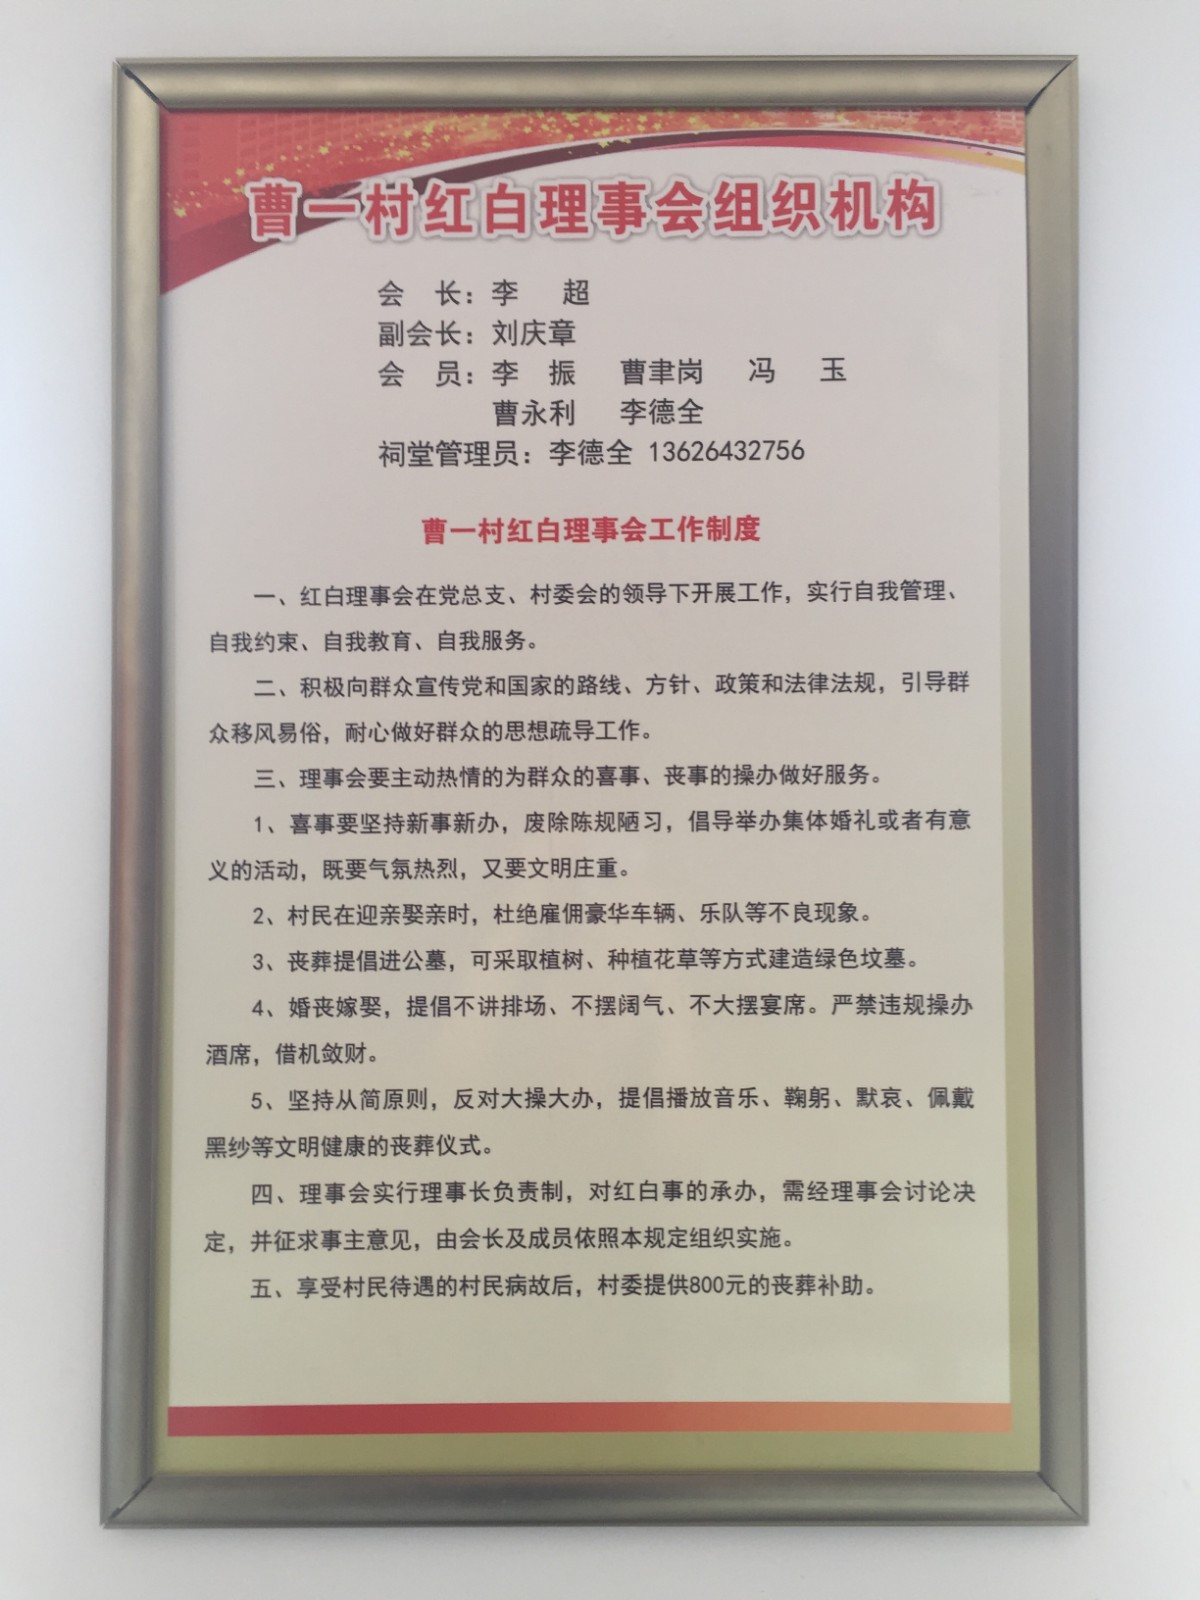 曹一村红白理事会组织机构
会 长：李 超
副会长：刘庆章
会 员：李 振 曹聿岗 冯 玉
曹永利 李德全
祠堂管理员：李德全 13626432756
曹一村红白理事会工作制度
一、红白理事会在党总支、村委会的领导下开展工作，实行自我管理、
自我约束、自我教育、自我服务。
二、积极向群众宣传党和国家的路线、方针、政策和法律法规，引导群
众移风易俗，耐心做好群众的思想疏导工作。
三、理事会要主动热情的为群众的喜事、丧事的操办做好服务。
1、喜事要坚持新事新办，废除陈规陋习，倡导举办集体婚礼或者有意
义的活动，既要气氛热烈，又要文明庄重。
2、村民在迎亲娶亲时，杜绝雇佣豪华车辆、乐队等不良现象。
3、丧葬提倡进公墓，可采取植树、种植花草等方式建造绿色坟墓。
4、婚丧嫁娶，提倡不讲排场、不摆阔气、不大摆宴席。严禁违规操办
酒席，借机敛财。
5、坚持从简原则，反对大操大办，提倡播放音乐、鞠躬、默哀、佩戴
黑纱等文明健康的丧葬仪式。
四、理事会实行理事长负责制，对红白事的承办，需经理事会讨论决
定，并征求事主意见，由会长及成员依照本规定组织实施。
五、享受村民待遇的村民病故后，村委提供800元的丧葬补助。